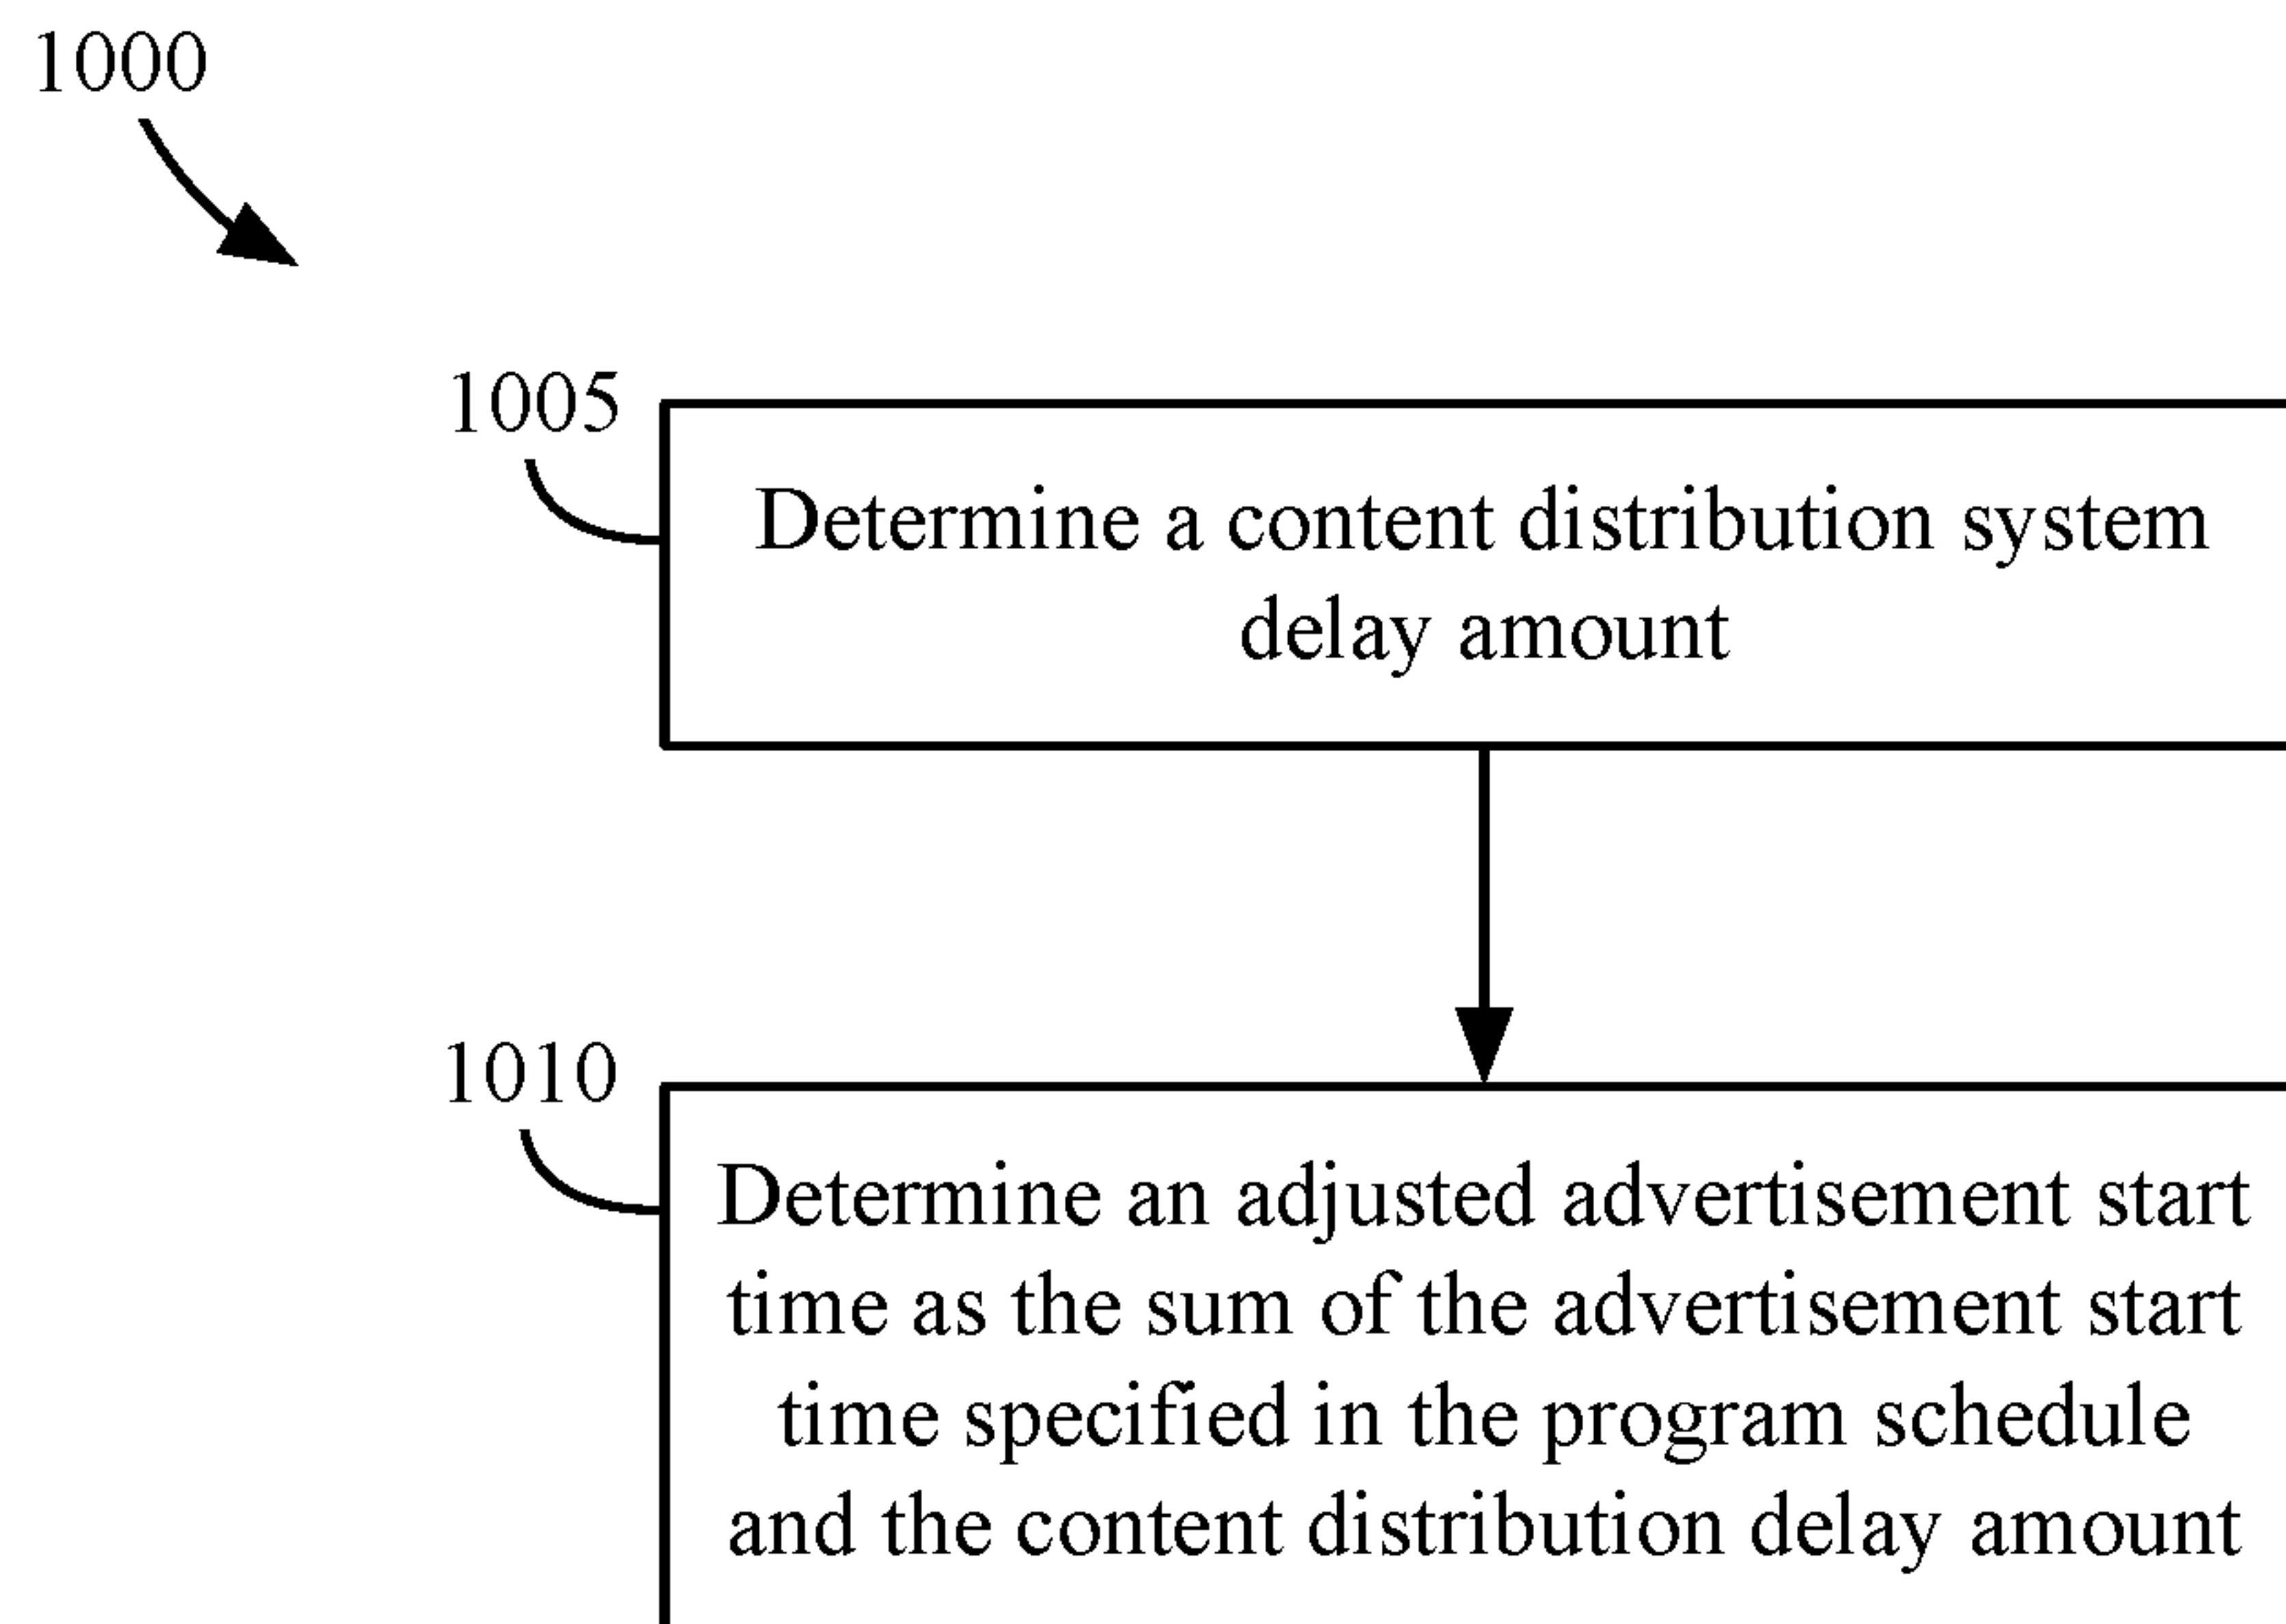 1000
1005
Determine a content distribution system
delay amount
1010
Determine an adjusted advertisement start
time as the sum of the advertisement start
time specified in the program schedule
and the content distribution delay amount